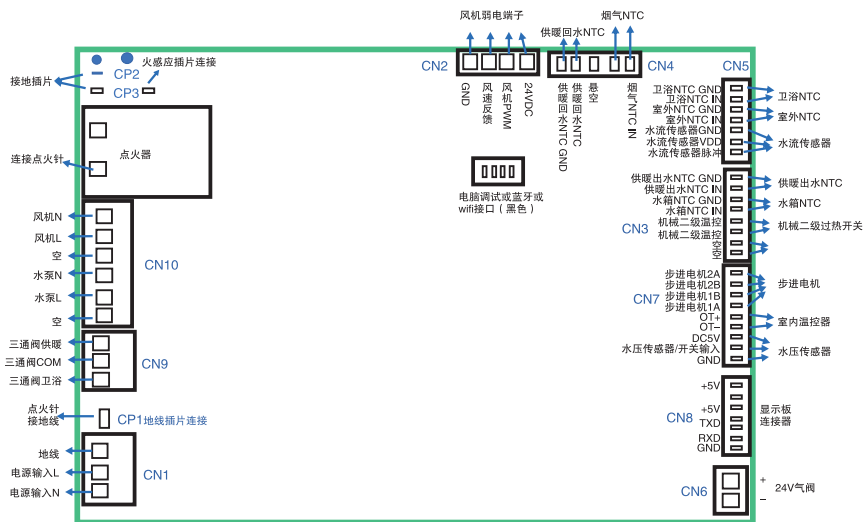 风机弱电端子
CN2
GND
风速反馈
风机PWM
24VDC
烟气NTC
供暖回水NTC
CN4
供暖回水NTC GND
供暖回水NTC
悬空
烟气NTC IN
CN5
卫浴NTC GND
卫浴NTC IN
室外NTC GND
室外NTC IN
水流传感器GND
水流传感器VDD
水流传感器脉冲
卫浴NTC
室外NTC
水流传感器
火感应插片连接
接地插片
CP2
CP3
点火器
连接点火针
电脑调试或蓝牙或
wifi接口（黑色）
CN3
供暖出水NTC GND
供暖出水NTC IN
水箱NTC GND
水箱NTC IN
机械二级温控
机械二级温控
空
空
供暖出水NTC
水箱NTC
机械二级过热开关
风机N
风机L
空
水泵N
水泵L
空
CN10
CN7
步进电机2A
步进电机2B
步进电机1B
步进电机1A
OT+
OT−
DC5V
水压传感器/开关输入
GND
步进电机
室内温控器
水压传感器
三通阀供暖
三通阀COM
三通阀卫浴
CN9
点火针
接地线
CP1地线插片连接
CN8
+5V
+5V
TXD
RXD
GND
显示板
连接器
地线
电源输入L
电源输入N
CN1
CN6
+
−
24V气阀